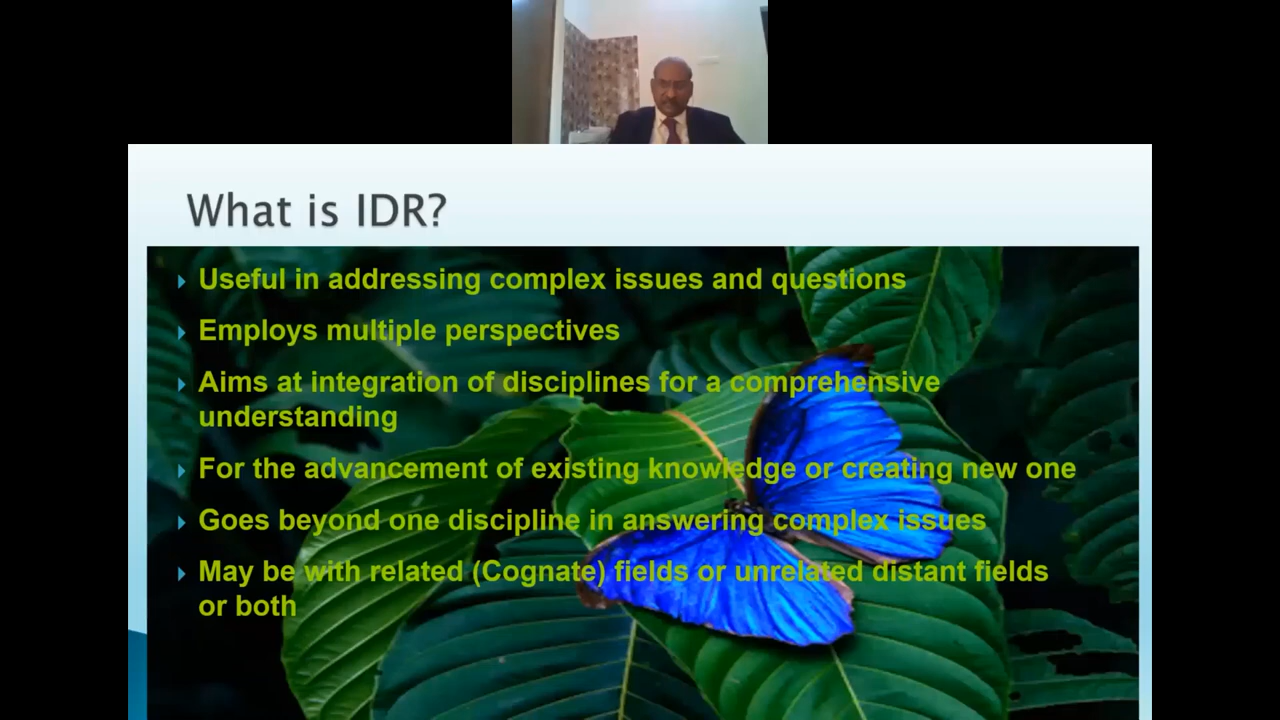 What is IDR?
Useful in addressing complex issues and questions
Employs multiple perspectives
Aims at integration of disciplines for a comprehensive
understanding
For the advancement of existing knowledge or creating new one
Goes beyond one discipline in answering complex issues
May be with related (Cognate) fields or unrelated distant fields
or both